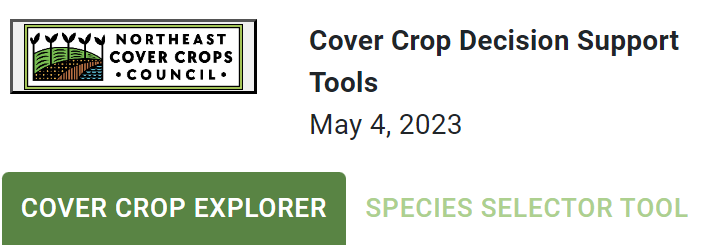 NORTHEAST
COVER CROPS
• COUNCIL •
Cover Crop Decision Support
Tools
May 4, 2023
COVER CROP EXPLORER
SPECIES SELECTOR TOOL